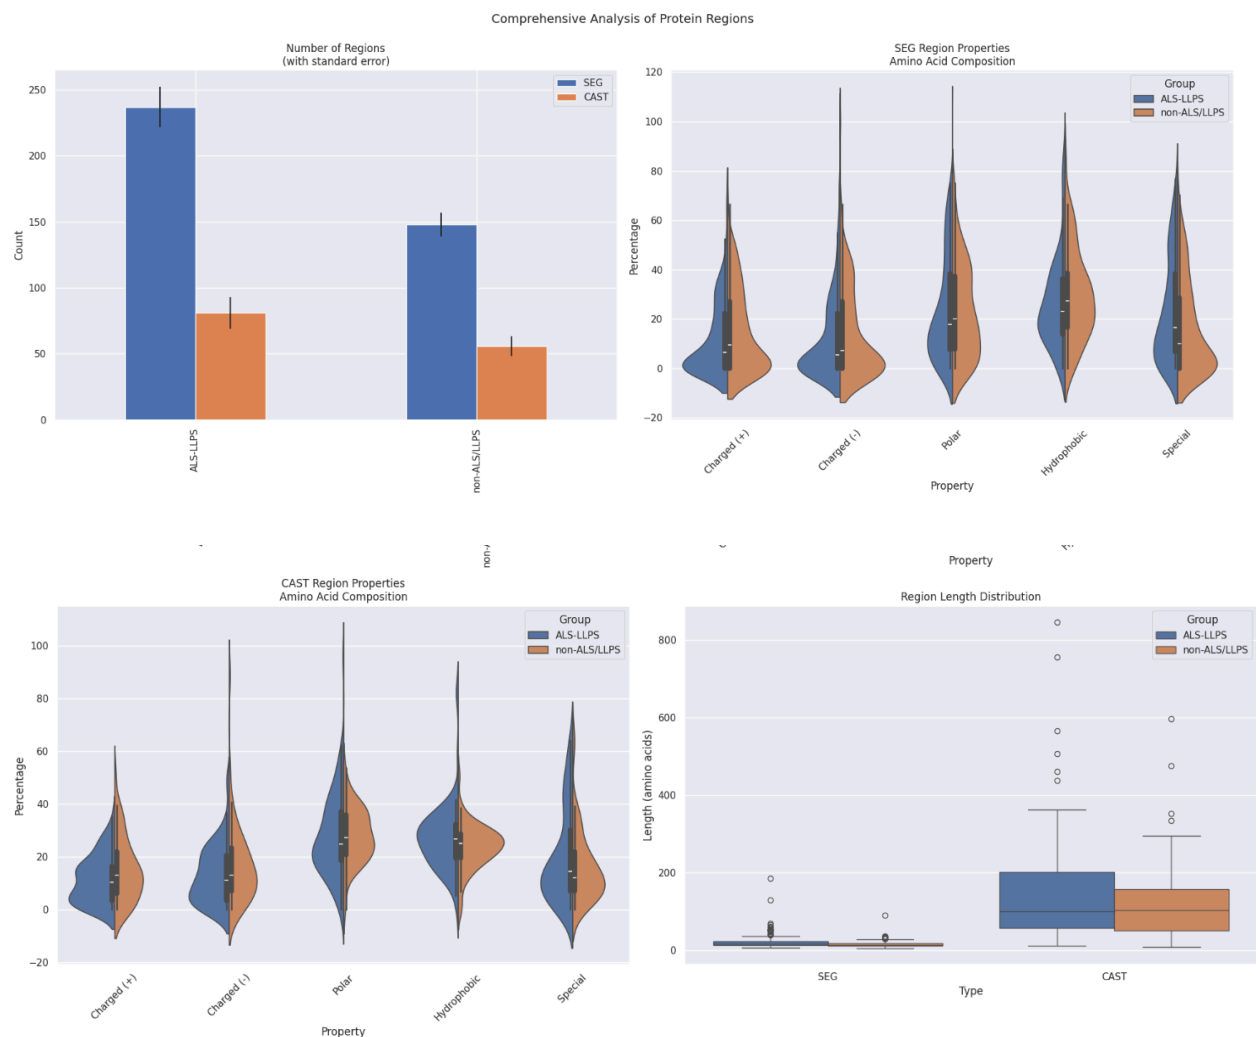 Comprehensive Analysis of Protein Regions
Number of Regions
(with standard error)
SEG
CAST
250
200
150
100
50
0
Count
ALS-LLPS
non-ALS/LLPS
SEG Region Properties
Amino Acid Composition
Group
ALS-LLPS
non-ALS/LLPS
120
100
80
60
40
20
0
−20
Percentage
Charged (+)
Charged (-)
Polar
Hydrophobic
Special
Property
non-A
Property
CAST Region Properties
Amino Acid Composition
Group
ALS-LLPS
non-ALS/LLPS
100
80
60
40
20
0
−20
Percentage
Charged (+)
Charged (-)
Polar
Hydrophobic
Special
Property
Region Length Distribution
Group
ALS-LLPS
non-ALS/LLPS
800
600
400
200
0
Length (amino acids)
SEG
CAST
Type